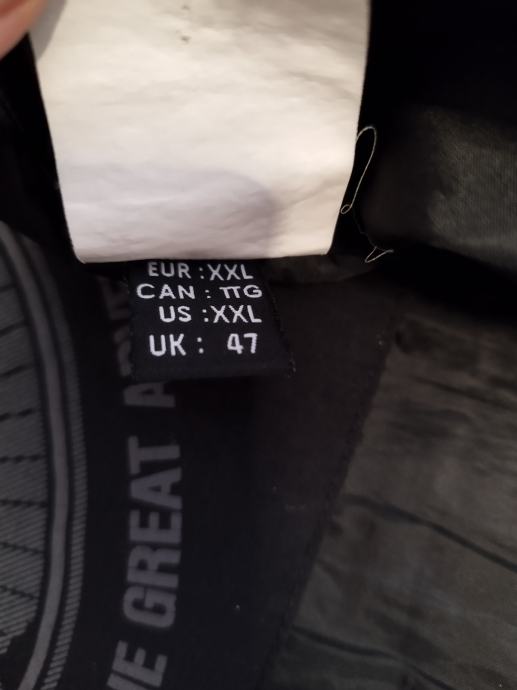 EUR : XXL
CAN : TTG
US : XXL
UK : 47
GREAT